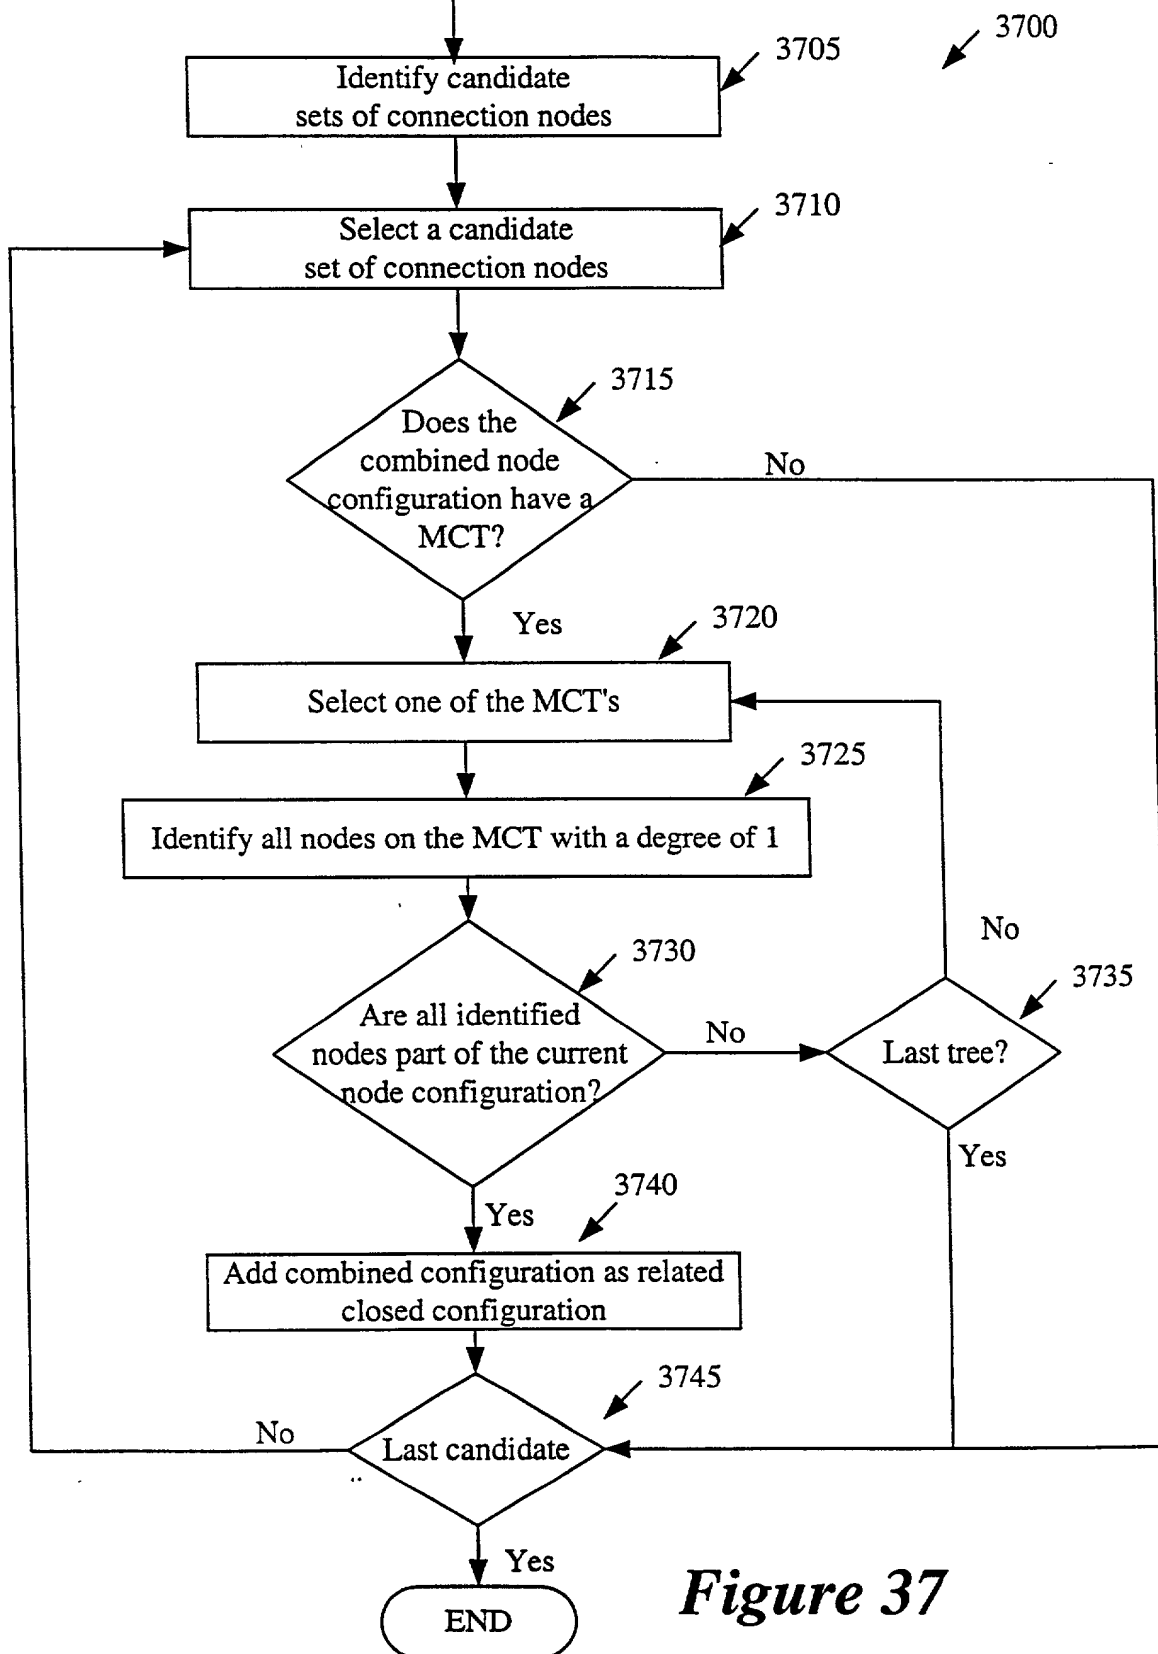 3700
3705
Identify candidate
sets of connection nodes
3710
Select a candidate
set of connection nodes
3715
Does the
combined node
configuration have a
MCT?
No
Yes
3720
Select one of the MCT's
3725
Identify all nodes on the MCT with a degree of 1
No
3730
3735
Are all identified
nodes part of the current
node configuration?
No
Last tree?
Yes
3740
Yes
Add combined configuration as related
closed configuration
3745
No
Last candidate
Yes
END
Figure 37